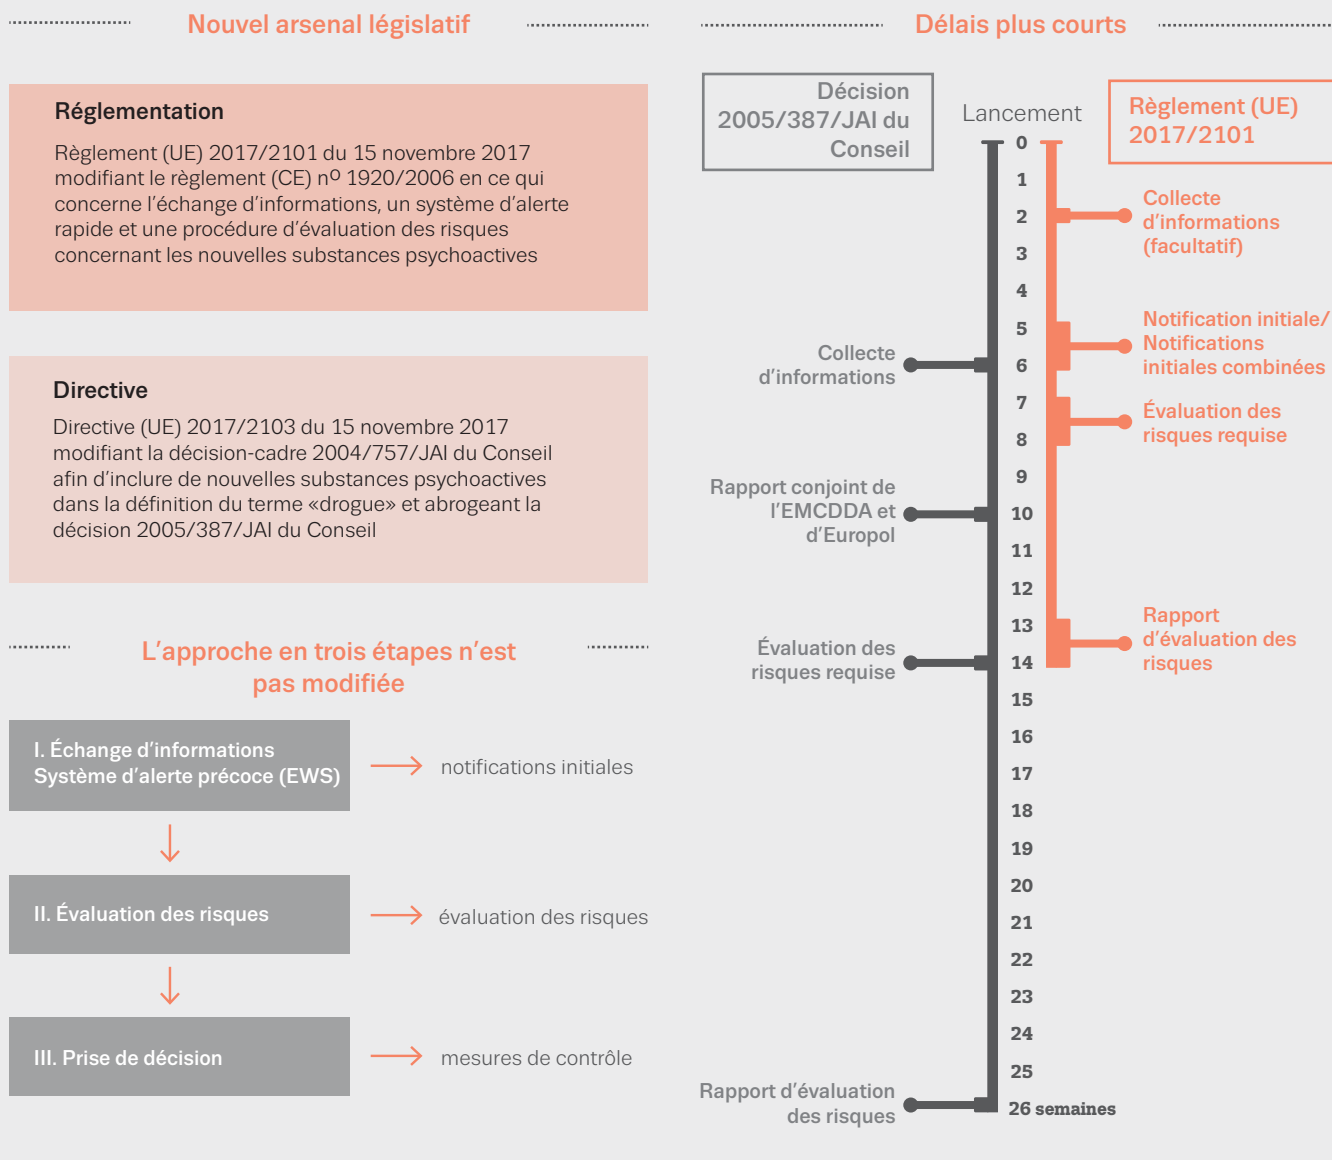 Nouvel arsenal législatif
Réglementation
Règlement (UE) 2017/2101 du 15 novembre 2017
modifiant le règlement (CE) nº 1920/2006 en ce qui
concerne l’échange d’informations, un système d’alerte
rapide et une procédure d’évaluation des risques
concernant les nouvelles substances psychoactives
Directive
Directive (UE) 2017/2103 du 15 novembre 2017
modifiant la décision-cadre 2004/757/JAI du Conseil
afin d’inclure de nouvelles substances psychoactives
dans la définition du terme «drogue» et abrogeant la
décision 2005/387/JAI du Conseil
L’approche en trois étapes n’est
pas modifiée
I. Échange d’informations
Système d’alerte précoce (EWS)
notifications initiales
II. Évaluation des risques
évaluation des risques
III. Prise de décision
mesures de contrôle
Délais plus courts
Décision
2005/387/JAI du
Conseil
Lancement
Règlement (UE)
2017/2101
0
1
2
3
4
5
6
7
8
9
10
11
12
13
14
15
16
17
18
19
20
21
22
23
24
25
26 semaines
Collecte
d’informations
Rapport conjoint de
l’EMCDDA et
d’Europol
Évaluation des
risques requise
Rapport d’évaluation
des risques
Collecte
d’informations
(facultatif)
Notification initiale/
Notifications
initiales combinées
Évaluation des
risques requise
Rapport
d’évaluation des
risques